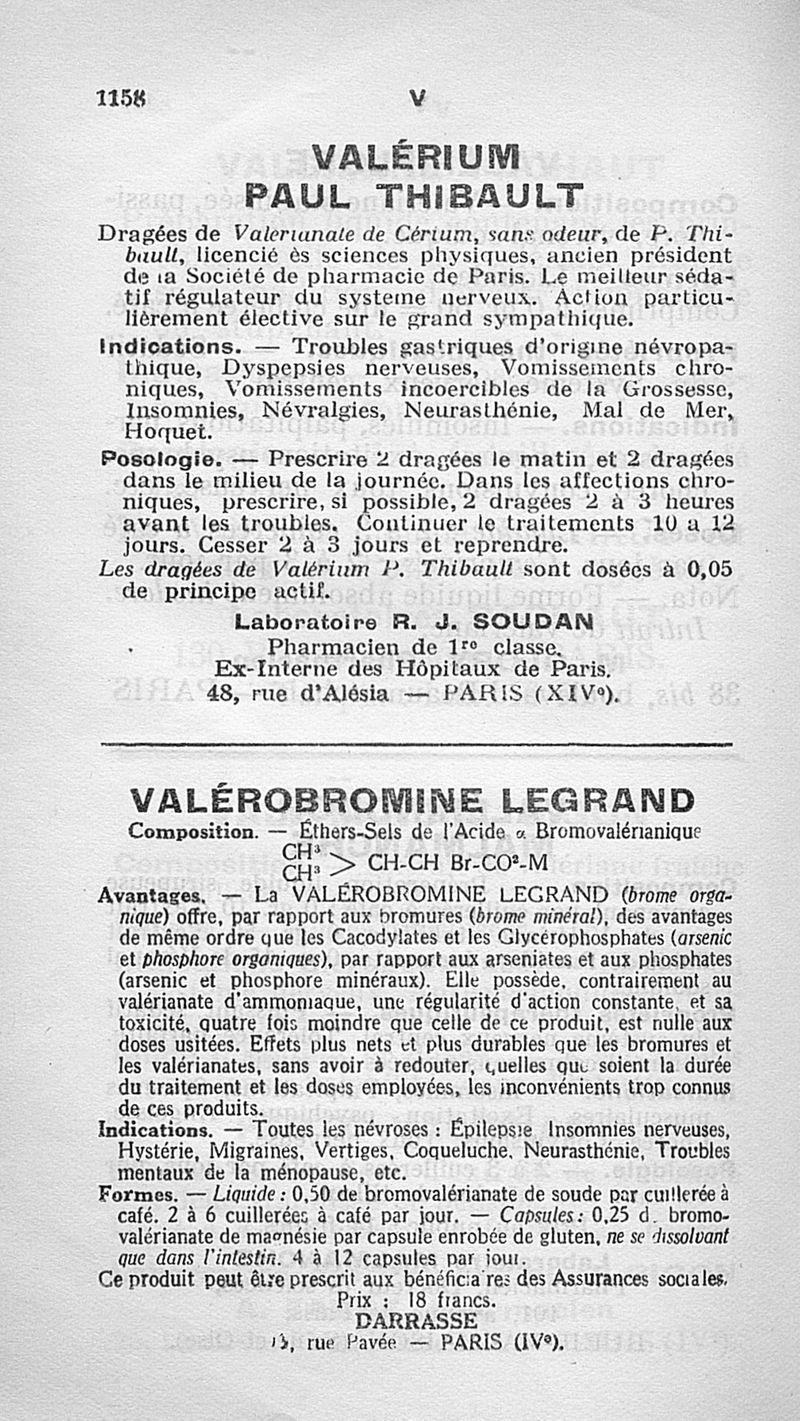 1158
V
VALÉRIUM
PAUL THIBAULT
Dragées de Valerianate de Cérium, sans odeur, de P. Thi-
bault, licencié ès sciences physiques, ancien président
de la Société de pharmacie de Paris. Le meilleur séda-
tif régulateur du systeme nerveux. Action particu-
lièrement élective sur le grand sympathique.
Indications. — Troubles gastriques d'origine névropa-
thique, Dyspepsies nerveuses, Vomissements chro-
niques, Vomissements incoercibles de la Grossesse,
Insomnies, Névralgies, Neurasthénie, Mal de Mer,
Hoquet.
Posologie. — Prescrire 2 dragées le matin et 2 dragées
dans le milieu de la journée. Dans les affections chro-
niques, prescrire, si possible, 2 dragées 2 à 3 heures
avant les troubles. Continuer le traitements 10 a 12
jours. Cesser 2 à 3 jours et reprendre.
Les dragées de Valérium P. Thibault sont dosées à 0,05
de principe actif.
Laboratoire R. J. SOUDAN
Pharmacien de 1re classe.
Ex-Interne des Hôpitaux de Paris.
48, rue d'Alésia — PARIS (XIVe).
VALÉROBROMINE LEGRAND
Composition. — Éthers-Sels de l'Acide α Bromovalérianique
CH³
CH³ > CH-CH Br-CO²-M
Avantages. — La VALÉROBROMINE LEGRAND (brome orga-
nique) offre, par rapport aux bromures (brome minéral), des avantages
de même ordre que les Cacodylates et les Glycérophosphates (arsenic
et phosphore organiques), par rapport aux arseniates et aux phosphates
(arsenic et phosphore minéraux). Elle possède, contrairement au
valérianate d'ammoniaque, une régularité d'action constante, et sa
toxicité, quatre fois moindre que celle de ce produit, est nulle aux
doses usitées. Effets plus nets et plus durables que les bromures et
les valérianates, sans avoir à redouter, quelles que soient la durée
du traitement et les doses employées, les inconvénients trop connus
de ces produits.
Indications. — Toutes les névroses : Épilepsie Insomnies nerveuses,
Hystérie, Migraines, Vertiges, Coqueluche, Neurasthénie, Troubles
mentaux de la ménopause, etc.
Formes. — Liquide : 0,50 de bromovalérianate de soude par cuillerée à
café. 2 à 6 cuillerées à café par jour. — Capsules : 0,25 d. bromo-
valérianate de magnésie par capsule enrobée de gluten, ne se dissolvant
que dans l'intestin. 4 à 12 capsules par jour.
Ce produit peut être prescrit aux bénéficiaires des Assurances sociales.
Prix : 18 francs.
DARRASSE
rue Pavée — PARIS (IVe).